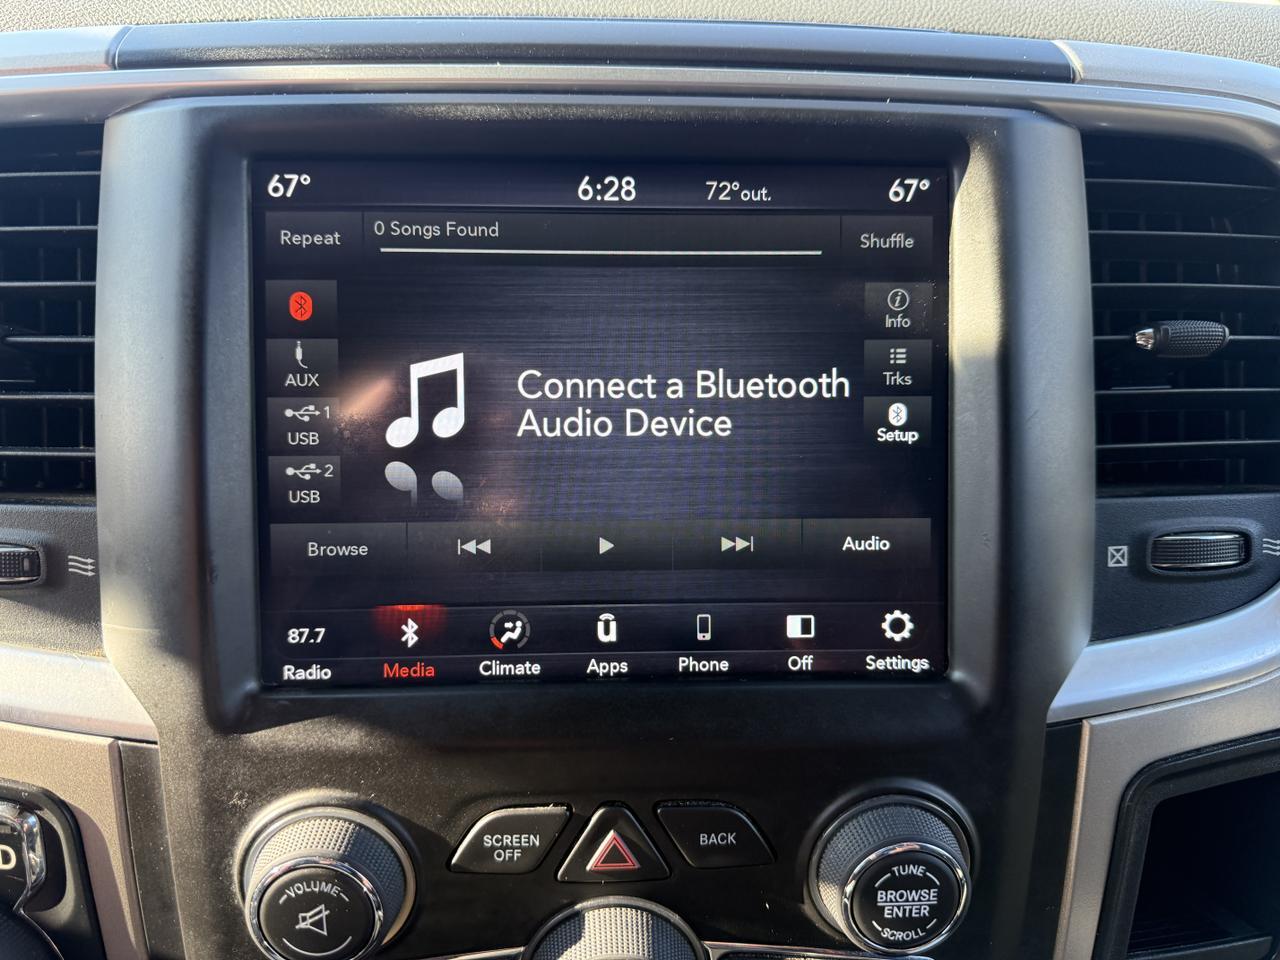 67° 6:28 72°out. 67°
Repeat 0 Songs Found Shuffle
Info
AUX
Trks
1
USB
Connect a Bluetooth
Audio Device
Setup
2
USB
Browse Audio
87.7
Radio Media Climate Apps Phone Off Settings
SCREEN
OFF
BACK
D
VOLUME
TUNE
BROWSE
ENTER
SCROLL